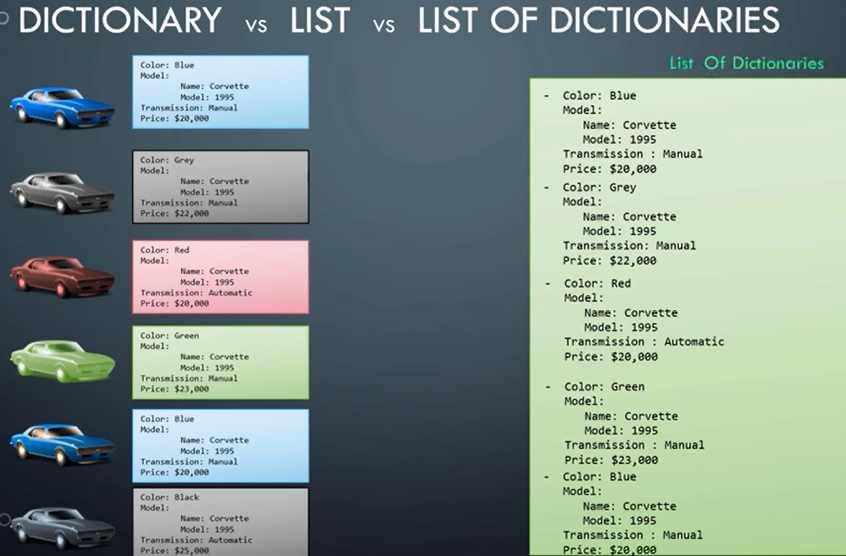 DICTIONARY vs LIST vs LIST OF DICTIONARIES
Color: Blue
Model:
Name: Corvette
Model: 1995
Transmission: Manual
Price: $20,000
Color: Grey
Model:
Name: Corvette
Model: 1995
Transmission: Manual
Price: $22,000
Color: Red
Model:
Name: Corvette
Model: 1995
Transmission: Automatic
Price: $20,000
Color: Green
Model:
Name: Corvette
Model: 1995
Transmission: Manual
Price: $23,000
Color: Blue
Model:
Name: Corvette
Model: 1995
Transmission: Manual
Price: $20,000
Color: Black
Model:
Name: Corvette
Model: 1995
Transmission: Automatic
Price: $25,000
List Of Dictionaries
- Color: Blue
Model:
Name: Corvette
Model: 1995
Transmission : Manual
Price: $20,000
- Color: Grey
Model:
Name: Corvette
Model: 1995
Transmission: Manual
Price: $22,000
- Color: Red
Model:
Name: Corvette
Model: 1995
Transmission : Automatic
Price: $20,000
- Color: Green
Model:
Name: Corvette
Model: 1995
Transmission : Manual
Price: $23,000
- Color: Blue
Model:
Name: Corvette
Model: 1995
Transmission : Manual
Price: $20,000